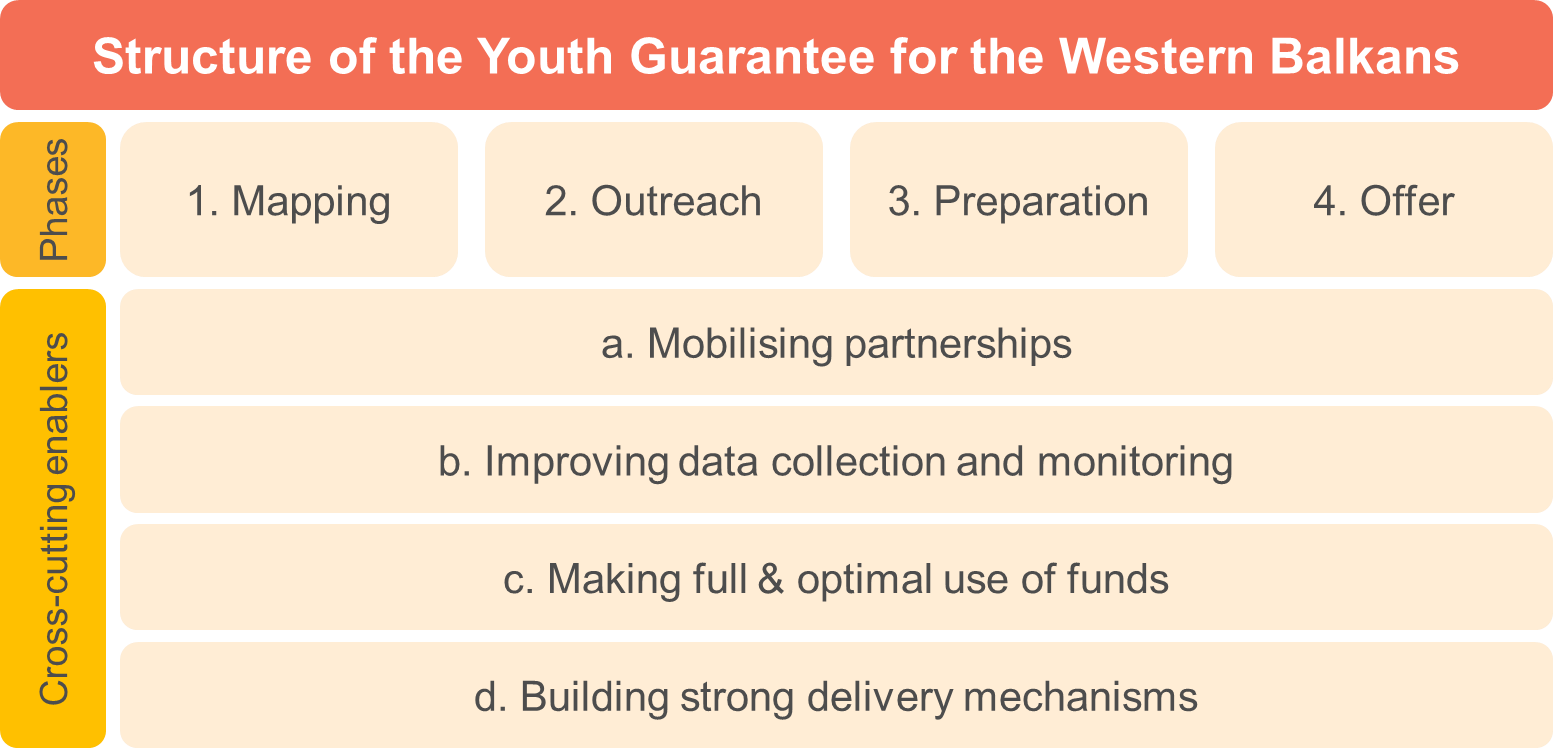 Structure of the Youth Guarantee for the Western Balkans
Phases
1. Mapping
2. Outreach
3. Preparation
4. Offer
Cross-cutting enablers
a. Mobilising partnerships
b. Improving data collection and monitoring
c. Making full & optimal use of funds
d. Building strong delivery mechanisms